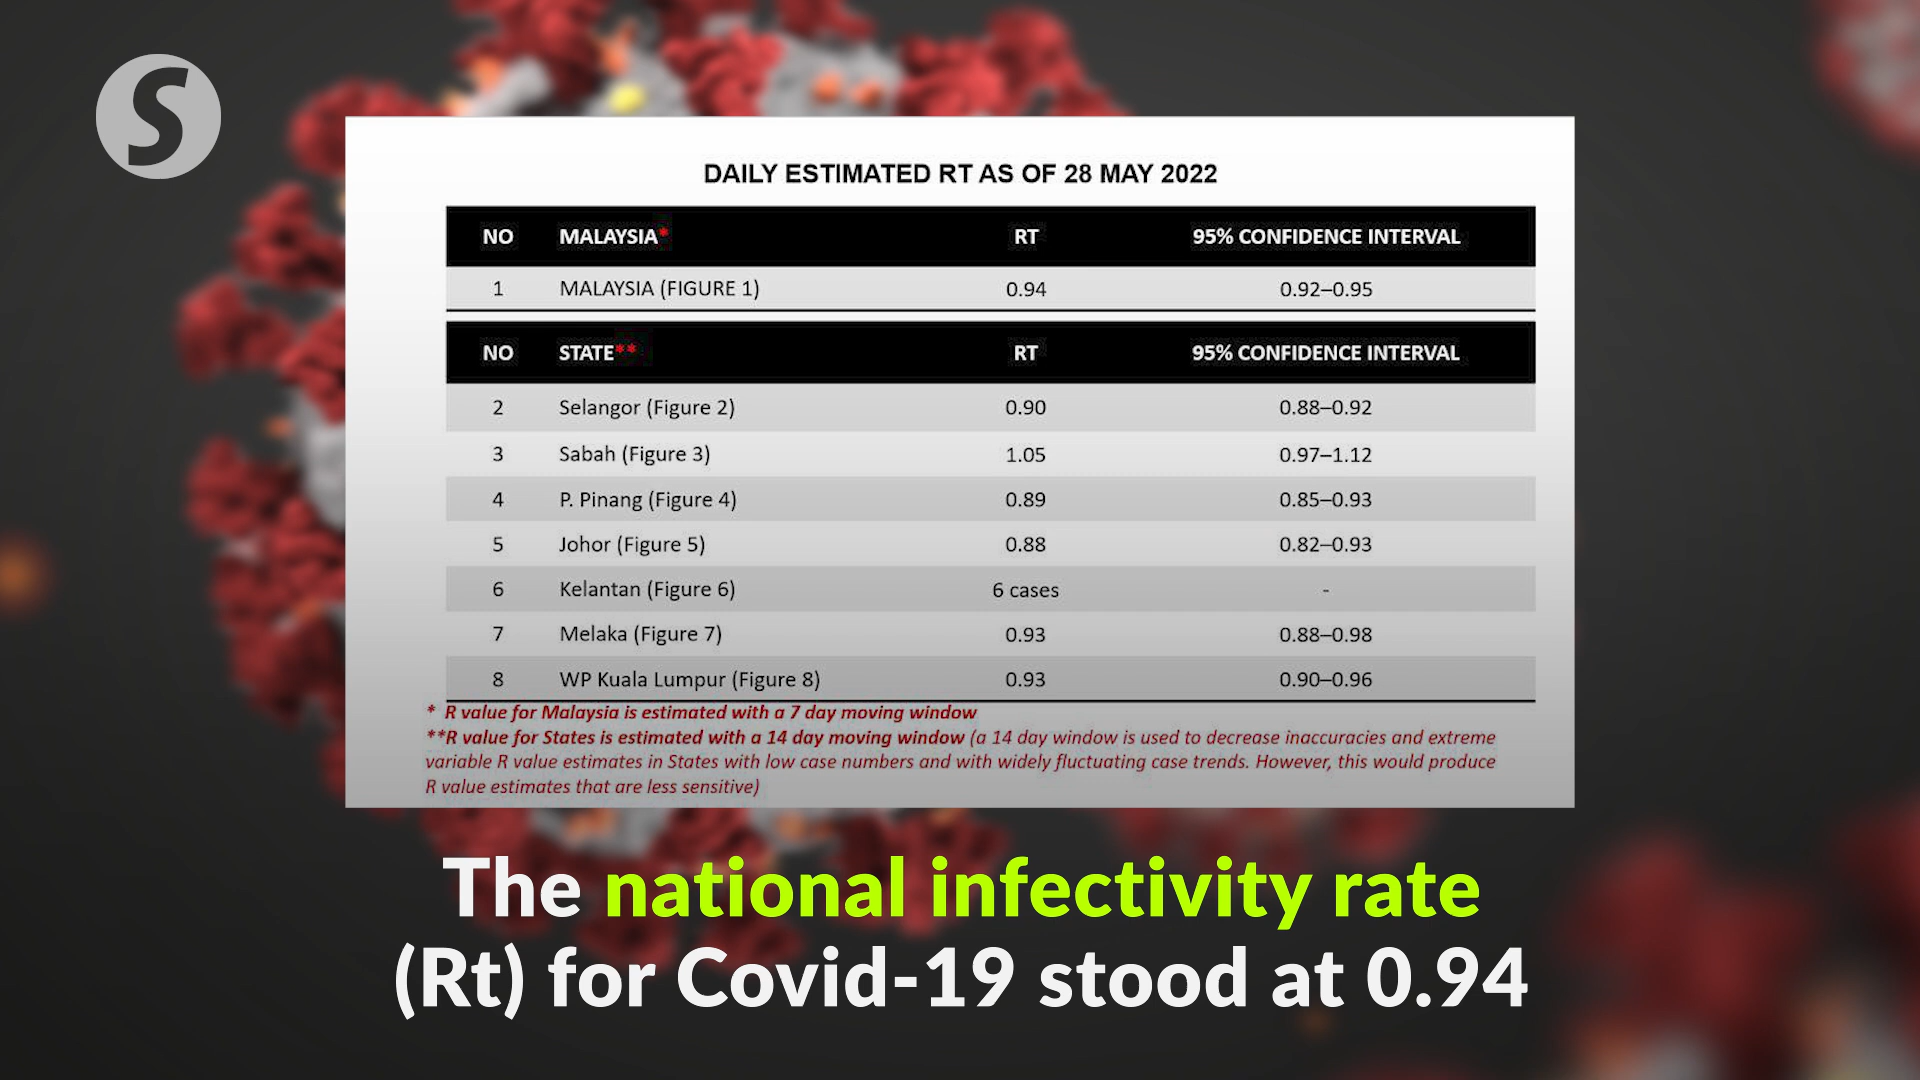 S
DAILY ESTIMATED RT AS OF 28 MAY 2022
NO MALAYSIA* RT 95% CONFIDENCE INTERVAL
1 MALAYSIA (FIGURE 1) 0.94 0.92–0.95
NO STATE** RT 95% CONFIDENCE INTERVAL
2 Selangor (Figure 2) 0.90 0.88–0.92
3 Sabah (Figure 3) 1.05 0.97–1.12
4 P. Pinang (Figure 4) 0.89 0.85–0.93
5 Johor (Figure 5) 0.88 0.82–0.93
6 Kelantan (Figure 6) 6 cases -
7 Melaka (Figure 7) 0.93 0.88–0.98
8 WP Kuala Lumpur (Figure 8) 0.93 0.90–0.96
* R value for Malaysia is estimated with a 7 day moving window
**R value for States is estimated with a 14 day moving window (a 14 day window is used to decrease inaccuracies and extreme
variable R value estimates in States with low case numbers and with widely fluctuating case trends. However, this would produce
R value estimates that are less sensitive)
The national infectivity rate
(Rt) for Covid-19 stood at 0.94